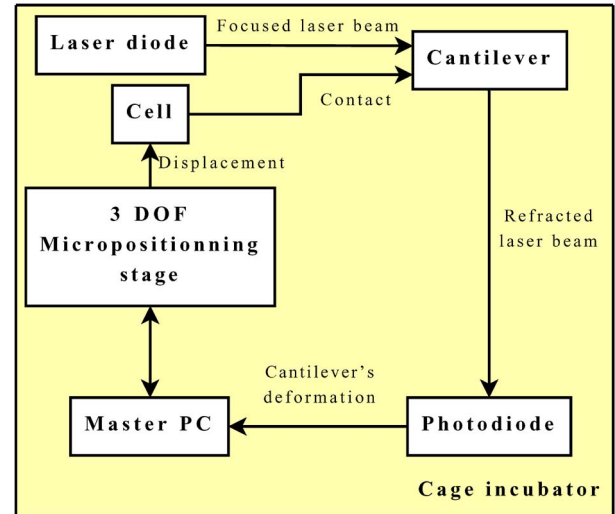 Focused laser beam
Laser diode
Cantilever
Cell
Contact
Displacement
3 DOF
Micropositionning
stage
Refracted
laser beam
Cantilever's
deformation
Master PC
Photodiode
Cage incubator